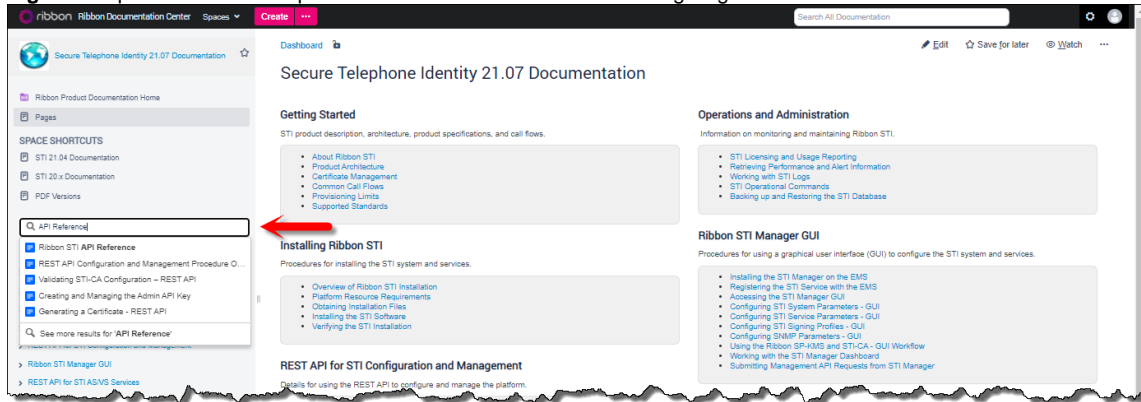 ribbon Ribbon Documentation Center Spaces Create ··· Search All Documentation
Secure Telephone Identity 21.07 Documentation
Ribbon Product Documentation Home
Pages
SPACE SHORTCUTS
STI 21.04 Documentation
STI 20.x Documentation
PDF Versions
API Reference
Ribbon STI API Reference
REST API Configuration and Management Procedure O...
Validating STI-CA Configuration – REST API
Creating and Managing the Admin API Key
Generating a Certificate - REST API
See more results for 'API Reference'
Ribbon STI Manager GUI
REST API for STI AS/VS Services
Dashboard
Edit Save for later Watch ···
Secure Telephone Identity 21.07 Documentation
Getting Started
STI product description, architecture, product specifications, and call flows.
• About Ribbon STI
• Product Architecture
• Certificate Management
• Common Call Flows
• Provisioning Limits
• Supported Standards
Installing Ribbon STI
Procedures for installing the STI system and services.
• Overview of Ribbon STI Installation
• Platform Resource Requirements
• Obtaining Installation Files
• Installing the STI Software
• Verifying the STI Installation
REST API for STI Configuration and Management
Details for using the REST API to configure and manage the platform.
Operations and Administration
Information on monitoring and maintaining Ribbon STI.
• STI Licensing and Usage Reporting
• Retrieving Performance and Alert Information
• Working with STI Logs
• STI Operational Commands
• Backing up and Restoring the STI Database
Ribbon STI Manager GUI
Procedures for using a graphical user interface (GUI) to configure the STI system and services.
• Installing the STI Manager on the EMS
• Registering the STI Service with the EMS
• Accessing the STI Manager GUI
• Configuring STI System Parameters - GUI
• Configuring STI Service Parameters - GUI
• Configuring STI Signing Profiles - GUI
• Configuring SNMP Parameters - GUI
• Using the Ribbon SP-KMS and STI-CA - GUI Workflow
• Working with the STI Manager Dashboard
• Submitting Management API Requests from STI Manager